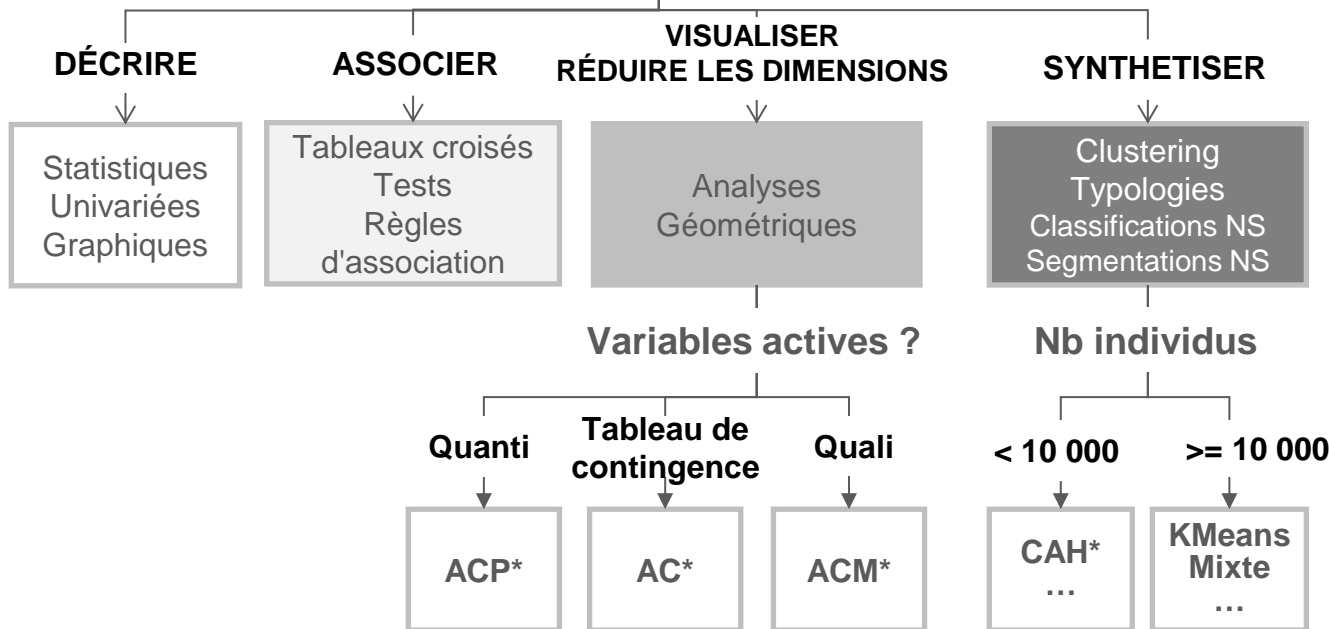 DÉCRIRE
ASSOCIER
VISUALISER
RÉDUIRE LES DIMENSIONS
SYNTHETISER
Statistiques
Univariées
Graphiques
Tableaux croisés
Tests
Règles
d'association
Analyses
Géométriques
Clustering
Typologies
Classifications NS
Segmentations NS
Variables actives ?
Nb individus
Quanti
Tableau de
contingence
Quali
< 10 000
>= 10 000
ACP*
AC*
ACM*
CAH*
…
KMeans
Mixte
…